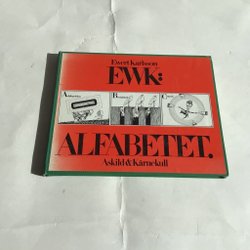 Ewert Karlsson
EWK:
ALFABETET.
Askild & Kärnekull